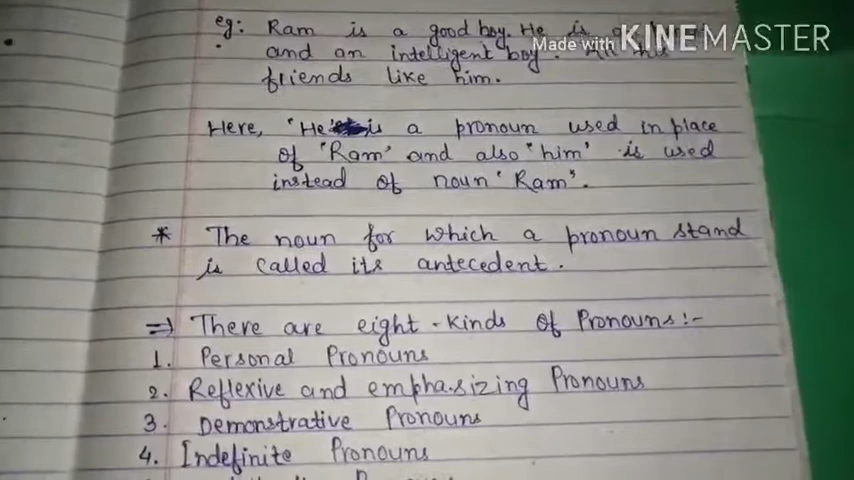 eg: Ram is a good boy. He is a
Made with KINEMASTER
and an intelligent boy. All his
friends like him.
Here, "He" is a pronoun used in place
of "Ram" and also "him" is used
instead of noun "Ram".
* The noun for which a pronoun stand
is called its antecedent.
=> There are eight - kinds of Pronouns:-
1. Personal Pronouns
2. Reflexive and emphasizing Pronouns
3. Demonstrative Pronouns
4. Indefinite Pronouns